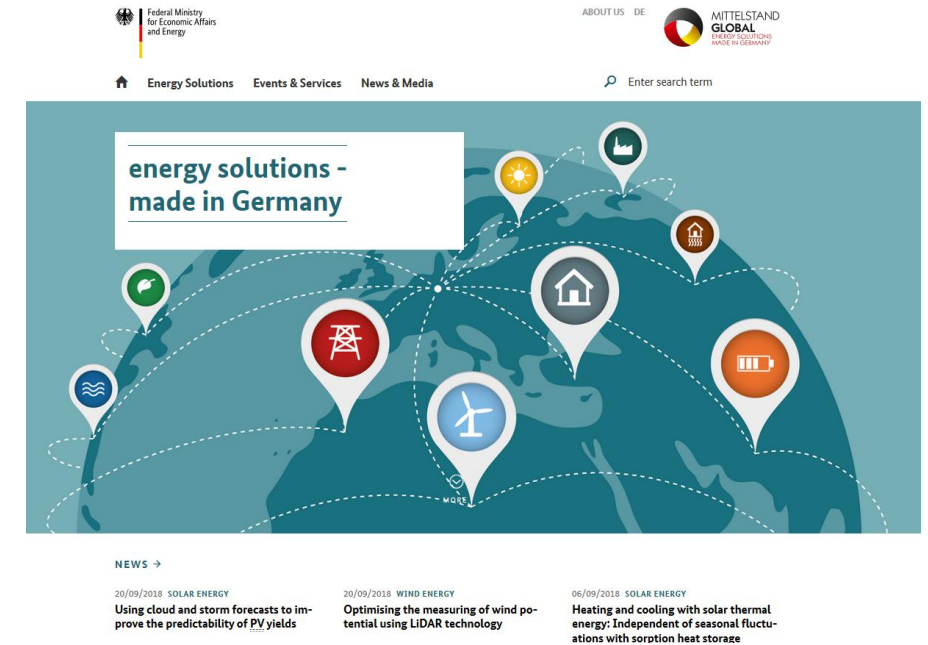 Federal Ministry
for Economic Affairs
and Energy
ABOUT US DE
MITTELSTAND
GLOBAL
ENERGY SOLUTIONS
MADE IN GERMANY
Energy Solutions Events & Services News & Media
Enter search term
energy solutions -
made in Germany
MORE
NEWS
20/09/2018 SOLAR ENERGY
Using cloud and storm forecasts to im-
prove the predictability of PV yields
20/09/2018 WIND ENERGY
Optimising the measuring of wind po-
tential using LiDAR technology
06/09/2018 SOLAR ENERGY
Heating and cooling with solar thermal
energy: Independent of seasonal fluctu-
ations with sorption heat storage